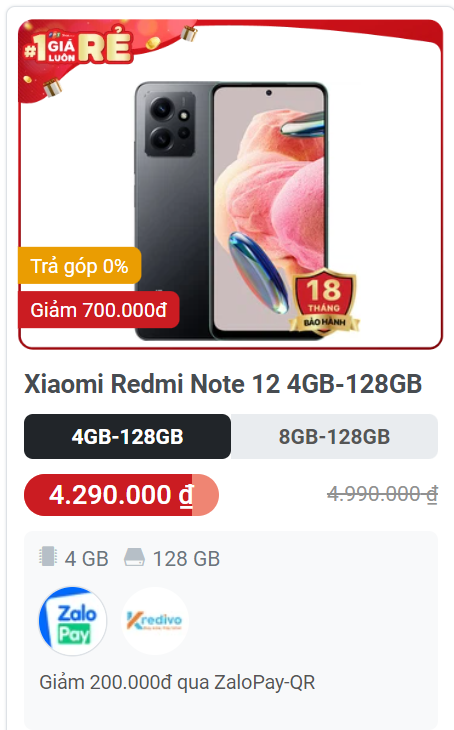 #1 GIÁ LUÔN RẺ
Trả góp 0%
Giảm 700.000đ
18
THÁNG
BẢO HÀNH
Xiaomi Redmi Note 12 4GB-128GB
4GB-128GB 8GB-128GB
4.290.000 ₫ 4.990.000 ₫
4 GB 128 GB
Zalo
Pay
Kredivo
Giảm 200.000đ qua ZaloPay-QR